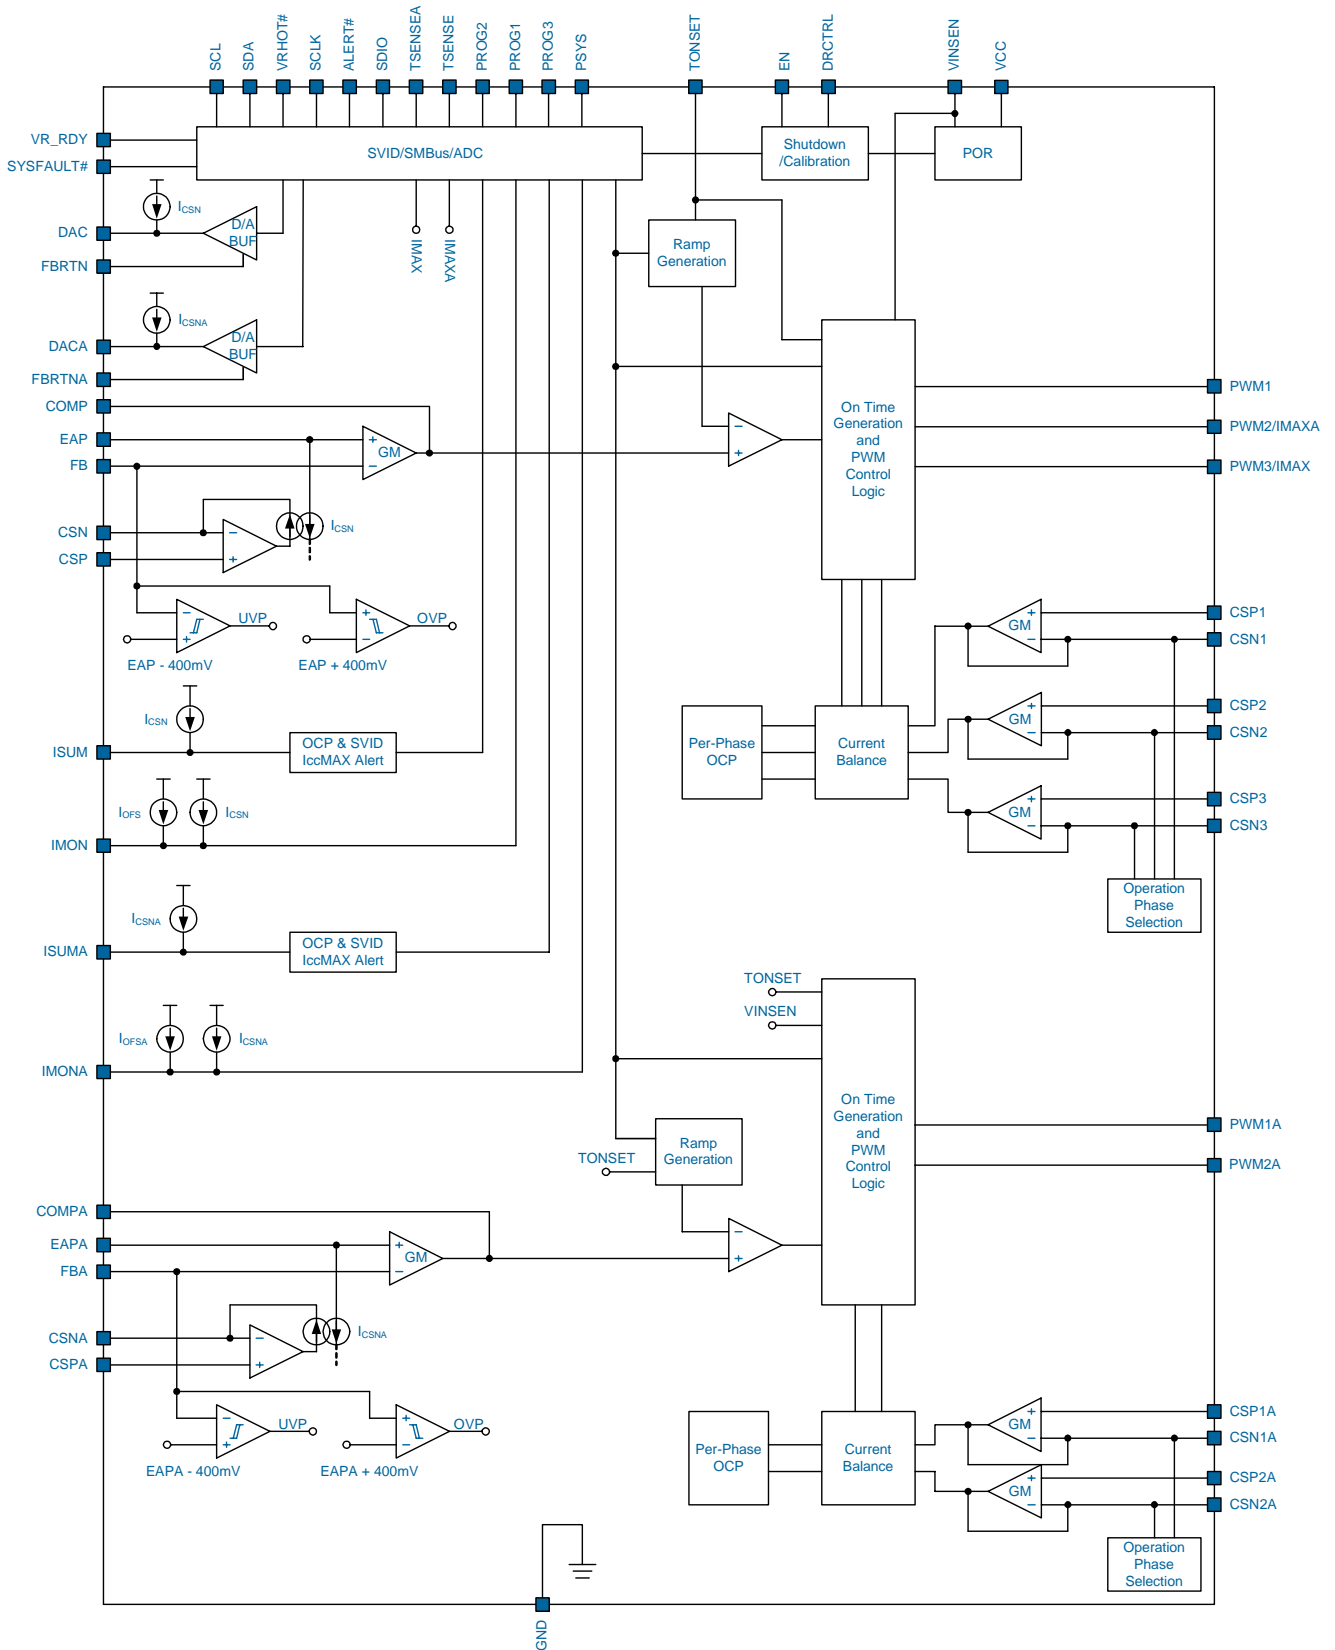 SCL
SDA
VRHOT#
SCLK
ALERT#
SDIO
TSENSEA
TSENSE
PROG2
PROG1
PROG3
PSYS
TONSET
EN
DRCTRL
VINSEN
VCC
VR_RDY
SYSFAULT#
SVID/SMBus/ADC
Shutdown
/Calibration
POR
ICSN
D/A
BUF
DAC
FBRTN
IMAX
IMAXA
Ramp
Generation
ICSNA
D/A
BUF
DACA
FBRTNA
COMP
EAP
FB
+
−
GM
−
+
On Time
Generation
and
PWM
Control
Logic
PWM1
PWM2/IMAXA
PWM3/IMAX
CSN
CSP
−
+
ICSN
−
+
UVP
EAP - 400mV
+
−
OVP
EAP + 400mV
+
−
GM
CSP1
CSN1
ICSN
ISUM
OCP & SVID
IccMAX Alert
Per-Phase
OCP
Current
Balance
+
−
GM
CSP2
CSN2
IOFS
ICSN
IMON
+
−
GM
CSP3
CSN3
Operation
Phase
Selection
ICSNA
ISUMA
OCP & SVID
IccMAX Alert
TONSET
VINSEN
IOFSA
ICSNA
IMONA
On Time
Generation
and
PWM
Control
Logic
PWM1A
PWM2A
Ramp
Generation
TONSET
COMPA
EAPA
FBA
+
−
GM
−
+
CSNA
CSPA
−
+
ICSNA
−
+
UVP
EAPA - 400mV
+
−
OVP
EAPA + 400mV
Per-Phase
OCP
Current
Balance
+
−
GM
CSP1A
CSN1A
+
−
GM
CSP2A
CSN2A
Operation
Phase
Selection
GND